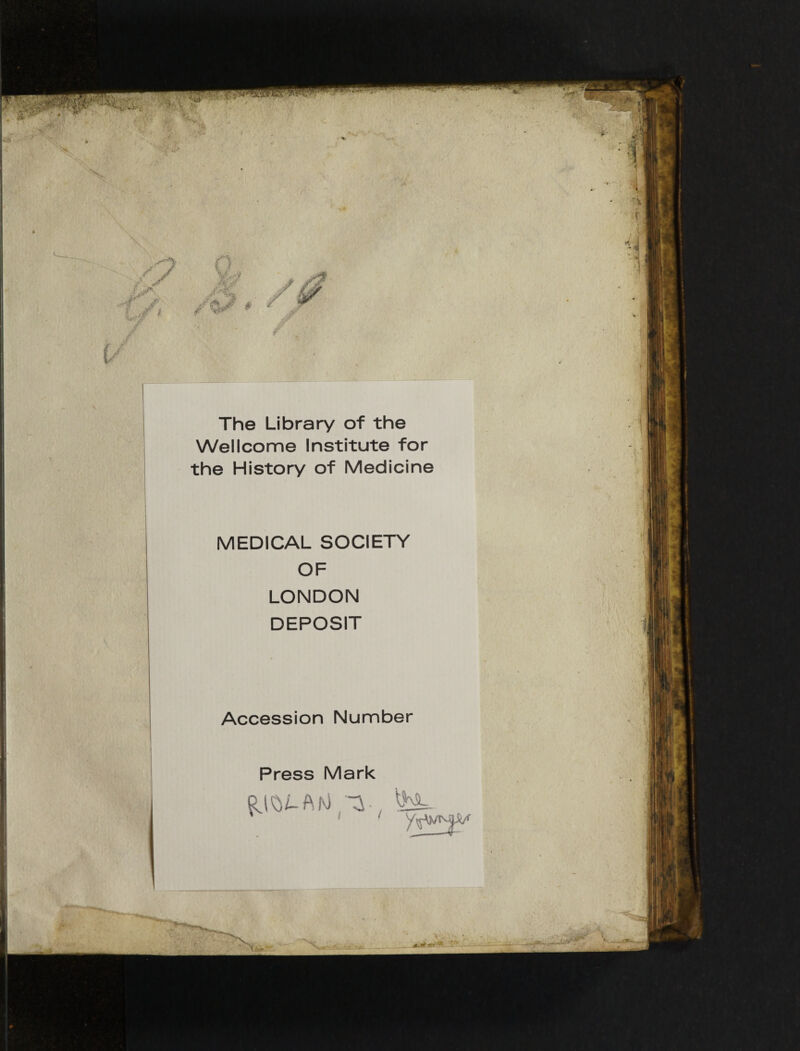 G. B. 19
The Library of the
Wellcome Institute for
the History of Medicine
MEDICAL SOCIETY
OF
LONDON
DEPOSIT
Accession Number
Press Mark
RIOLAN, J., the
younger